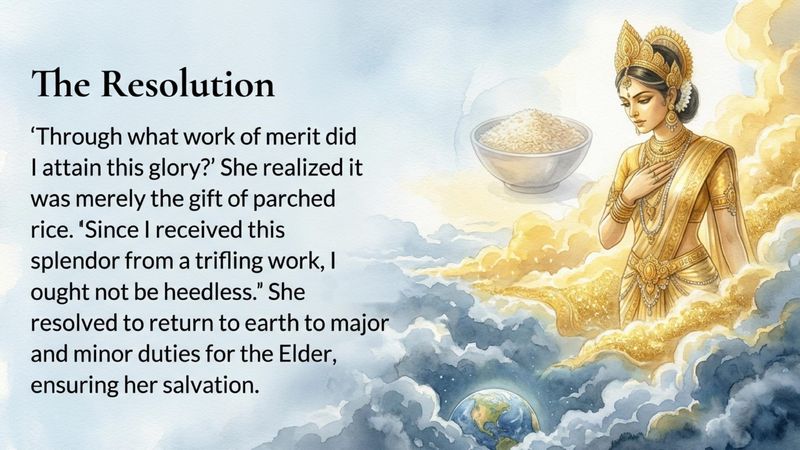 The Resolution
‘Through what work of merit did
I attain this glory?’ She realized it
was merely the gift of parched
rice. ‘Since I received this
splendor from a trifling work, I
ought not be heedless.” She
resolved to return to earth to major
and minor duties for the Elder,
ensuring her salvation.